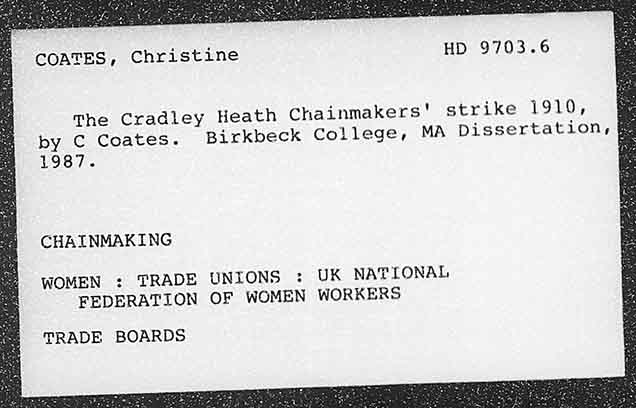 COATES, Christine HD 9703.6
The Cradley Heath Chainmakers' strike 1910,
by C Coates. Birkbeck College, MA Dissertation,
1987.
CHAINMAKING
WOMEN : TRADE UNIONS : UK NATIONAL
FEDERATION OF WOMEN WORKERS
TRADE BOARDS